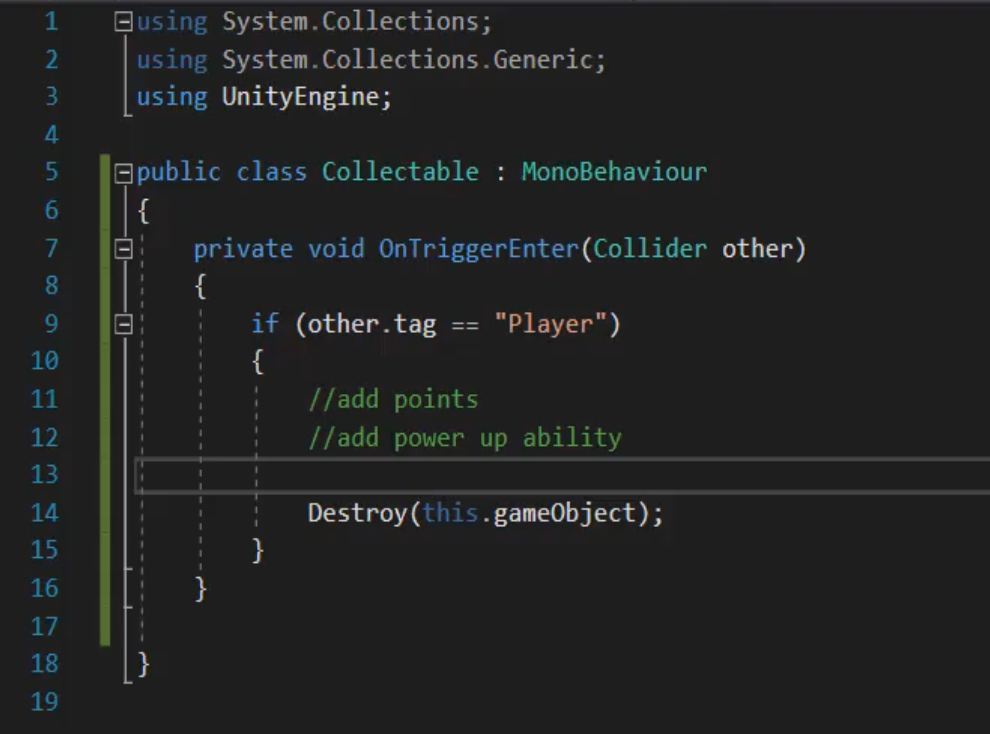 1 using System.Collections;
2 using System.Collections.Generic;
3 using UnityEngine;
4
5 public class Collectable : MonoBehaviour
6 {
7     private void OnTriggerEnter(Collider other)
8     {
9         if (other.tag == "Player")
10         {
11             //add points
12             //add power up ability
13
14             Destroy(this.gameObject);
15         }
16     }
17
18 }
19